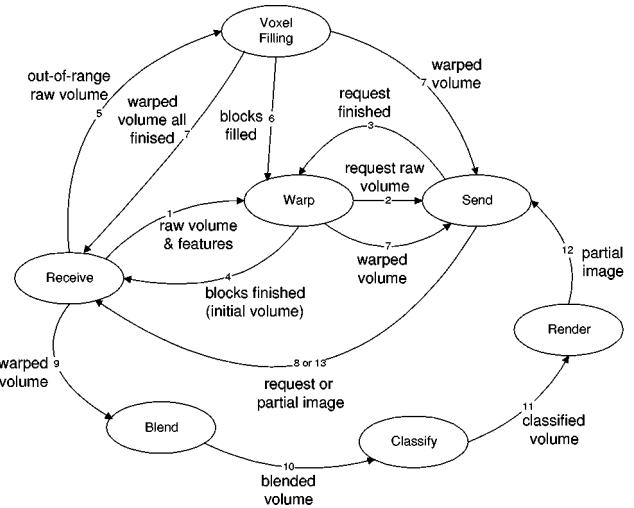 Voxel
Filling
out-of-range
raw volume
5
warped
volume all
finised
7
blocks
filled
6
7
warped
volume
request
finished
3
request raw
volume
2
Warp
Send
1
raw volume
& features
7
warped
volume
Receive
4
blocks finished
(initial volume)
12
partial
image
Render
8 or 13
request or
partial image
warped
volume
9
11
classified
volume
Blend
Classify
10
blended
volume